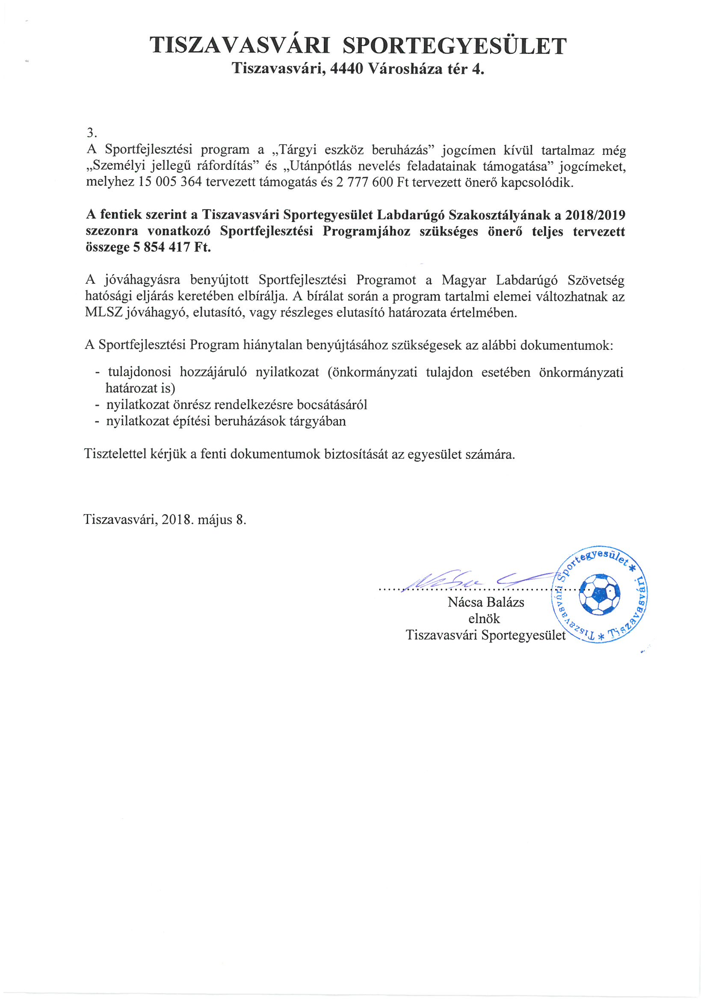 TISZAVASVÁRI SPORTEGYESÜLET
Tiszavasvári, 4440 Városháza tér 4.
3.
A Sportfejlesztési program a „Tárgyi eszköz beruházás” jogcímen kívül tartalmaz még
„Személyi jellegű ráfordítás” és „Utánpótlás nevelés feladatainak támogatása” jogcímeket,
melyhez 15 005 364 tervezett támogatás és 2 777 600 Ft tervezett önerő kapcsolódik.
A fentiek szerint a Tiszavasvári Sportegyesület Labdarúgó Szakosztályának a 2018/2019
szezonra vonatkozó Sportfejlesztési Programjához szükséges önerő teljes tervezett
összege 5 854 417 Ft.
A jóváhagyásra benyújtott Sportfejlesztési Programot a Magyar Labdarúgó Szövetség
hatósági eljárás keretében elbírálja. A bírálat során a program tartalmi elemei változhatnak az
MLSZ jóváhagyó, elutasító, vagy részleges elutasító határozata értelmében.
A Sportfejlesztési Program hiánytalan benyújtásához szükségesek az alábbi dokumentumok:
- tulajdonosi hozzájáruló nyilatkozat (önkormányzati tulajdon esetében önkormányzati
határozat is)
- nyilatkozat önrész rendelkezésre bocsátásáról
- nyilatkozat építési beruházások tárgyában
Tisztelettel kérjük a fenti dokumentumok biztosítását az egyesület számára.
Tiszavasvári, 2018. május 8.
Nácsa Balázs
elnök
Tiszavasvári Sportegyesület
Tiszavasvári Sportegyesület * Tiszavasvári *